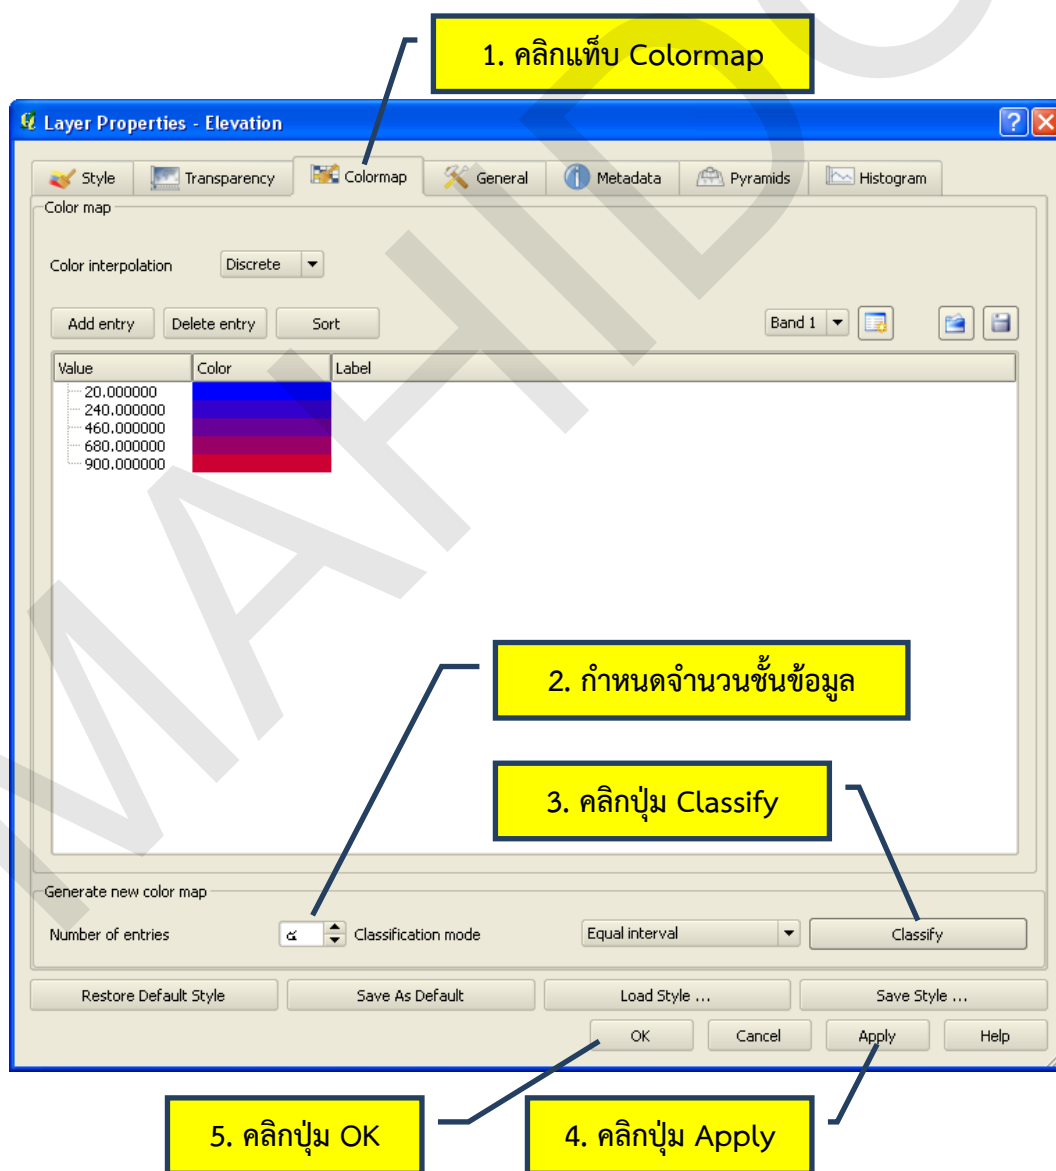 1. คลิกแท็บ Colormap
Layer Properties - Elevation
Style Transparency Colormap General Metadata Pyramids Histogram
Color map
Color interpolation Discrete
Add entry Delete entry Sort Band 1
Value Color Label
20.000000
240.000000
460.000000
680.000000
900.000000
2. กำหนดจำนวนชั้นข้อมูล
3. คลิกปุ่ม Classify
Generate new color map
Number of entries ๕ Classification mode Equal interval Classify
Restore Default Style Save As Default Load Style ... Save Style ...
OK Cancel Apply Help
5. คลิกปุ่ม OK 4. คลิกปุ่ม Apply